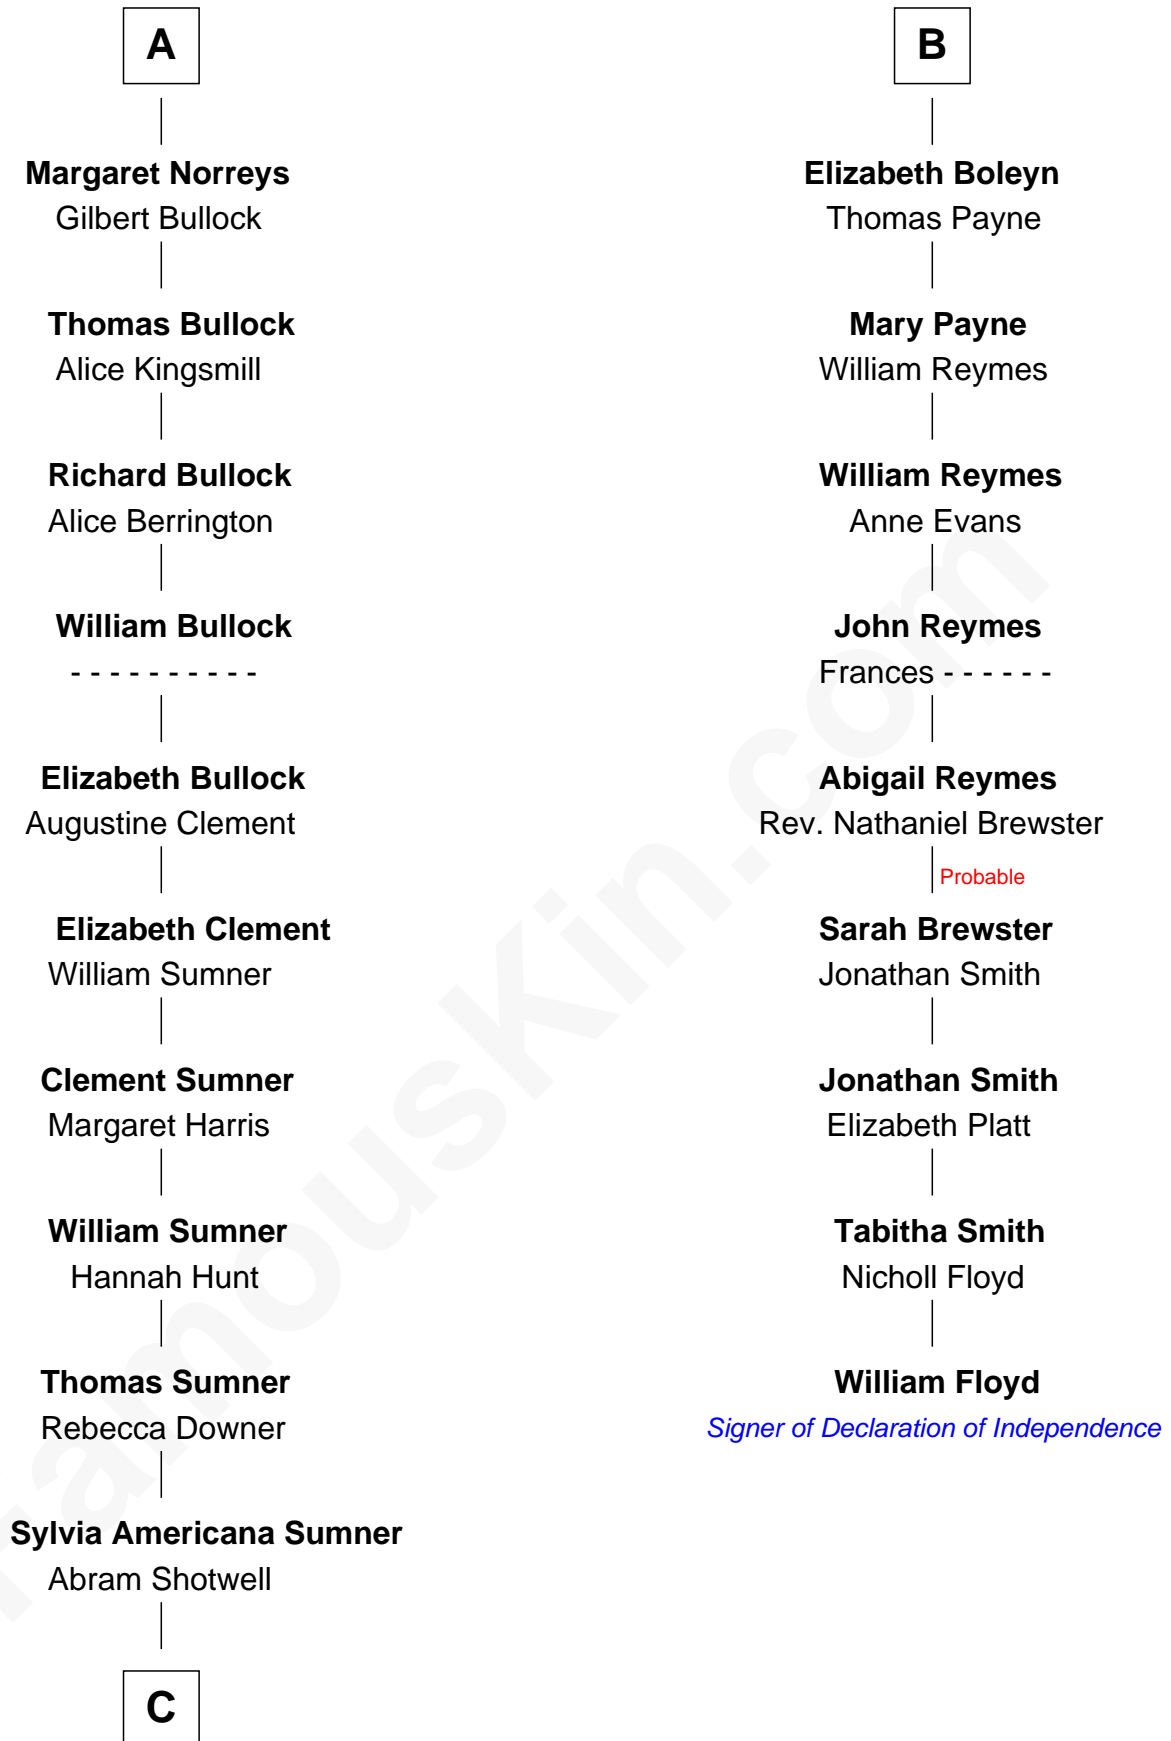 A
Margaret Norreys
Gilbert Bullock
Thomas Bullock
Alice Kingsmill
Richard Bullock
Alice Berrington
William Bullock
- - - - - - - - - -
Elizabeth Bullock
Augustine Clement
Elizabeth Clement
William Sumner
Clement Sumner
Margaret Harris
William Sumner
Hannah Hunt
Thomas Sumner
Rebecca Downer
Sylvia Americana Sumner
Abram Shotwell
C
B
Elizabeth Boleyn
Thomas Payne
Mary Payne
William Reymes
William Reymes
Anne Evans
John Reymes
Frances - - - - - -
Abigail Reymes
Rev. Nathaniel Brewster
Probable
Sarah Brewster
Jonathan Smith
Jonathan Smith
Elizabeth Platt
Tabitha Smith
Nicholl Floyd
William Floyd
Signer of Declaration of Independence
FamousKin.com